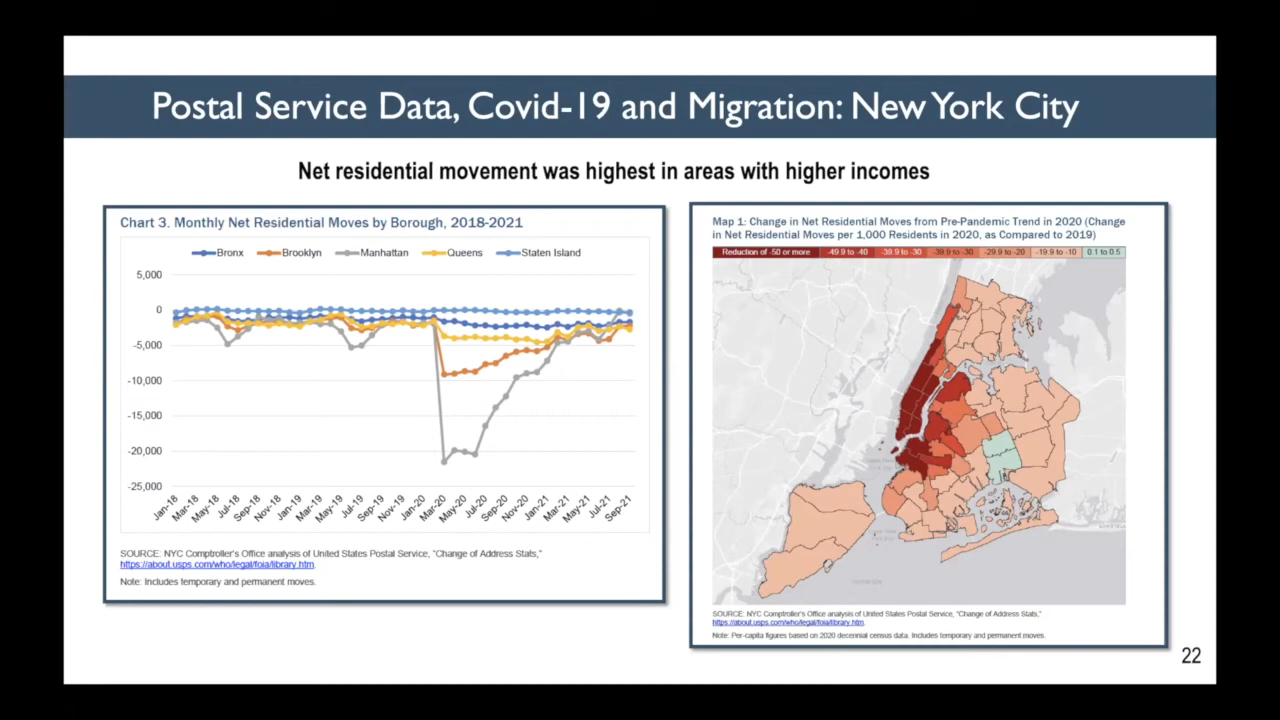 Postal Service Data, Covid-19 and Migration: New York City
Net residential movement was highest in areas with higher incomes
Chart 3. Monthly Net Residential Moves by Borough, 2018-2021
Bronx Brooklyn Manhattan Queens Staten Island
5,000
0
-5,000
-10,000
-15,000
-20,000
-25,000
Jan-18 Mar-18 May-18 Jul-18 Sep-18 Nov-18 Jan-19 Mar-19 May-19 Jul-19 Sep-19 Nov-19 Jan-20 Mar-20 May-20 Jul-20 Sep-20 Nov-20 Jan-21 Mar-21 May-21 Jul-21 Sep-21
SOURCE: NYC Comptroller's Office analysis of United States Postal Service, "Change of Address Stats,"
https://about.usps.com/who/legal/foia/library.htm.
Note: Includes temporary and permanent moves.
Map 1: Change in Net Residential Moves from Pre-Pandemic Trend in 2020 (Change
in Net Residential Moves per 1,000 Residents in 2020, as Compared to 2019)
Reduction of -50 or more -49.9 to -40 -39.9 to -30 -39.9 to -30 -29.9 to -20 -19.9 to -10 0.1 to 0.5
SOURCE: NYC Comptroller's Office analysis of United States Postal Service, "Change of Address Stats,"
https://about.usps.com/who/legal/foia/library.htm.
Note: Per-capita figures based on 2020 decennial census data. Includes temporary and permanent moves.
22